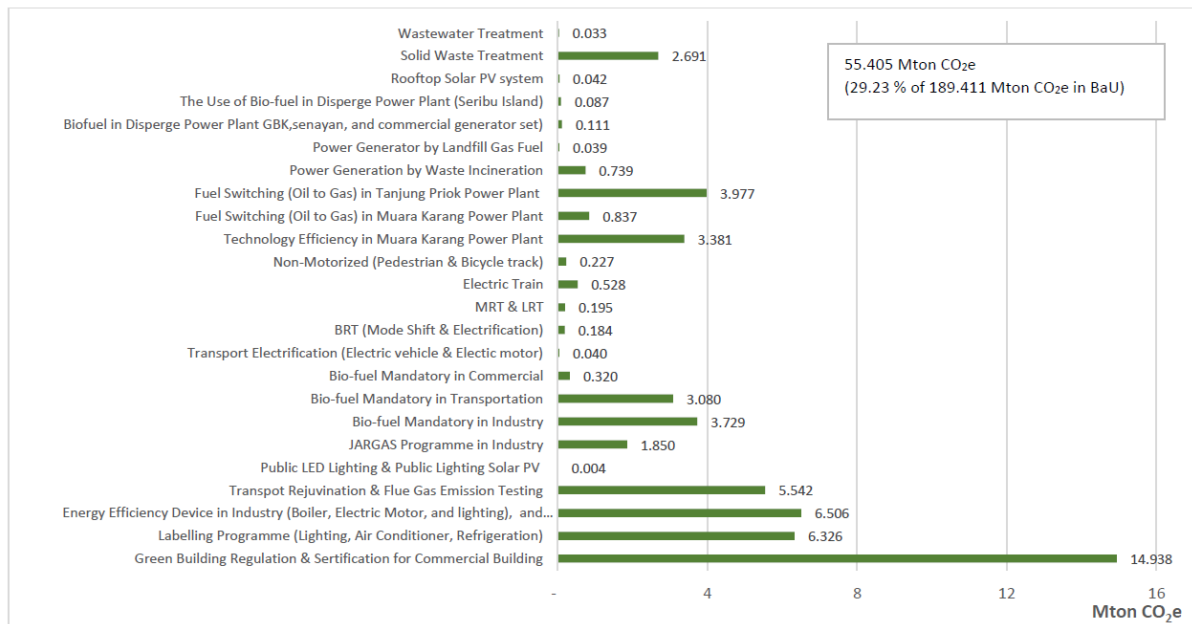 Wastewater Treatment 0.033
Solid Waste Treatment 2.691
Rooftop Solar PV system 0.042
The Use of Bio-fuel in Disperge Power Plant (Seribu Island) 0.087
Biofuel in Disperge Power Plant GBK,senayan, and commercial generator set) 0.111
Power Generator by Landfill Gas Fuel 0.039
Power Generation by Waste Incineration 0.739
Fuel Switching (Oil to Gas) in Tanjung Priok Power Plant 3.977
Fuel Switching (Oil to Gas) in Muara Karang Power Plant 0.837
Technology Efficiency in Muara Karang Power Plant 3.381
Non-Motorized (Pedestrian & Bicycle track) 0.227
Electric Train 0.528
MRT & LRT 0.195
BRT (Mode Shift & Electrification) 0.184
Transport Electrification (Electric vehicle & Electic motor) 0.040
Bio-fuel Mandatory in Commercial 0.320
Bio-fuel Mandatory in Transportation 3.080
Bio-fuel Mandatory in Industry 3.729
JARGAS Programme in Industry 1.850
Public LED Lighting & Public Lighting Solar PV 0.004
Transpot Rejuvination & Flue Gas Emission Testing 5.542
Energy Efficiency Device in Industry (Boiler, Electric Motor, and lighting), and... 6.506
Labelling Programme (Lighting, Air Conditioner, Refrigeration) 6.326
Green Building Regulation & Sertification for Commercial Building 14.938
55.405 Mton CO₂e
(29.23 % of 189.411 Mton CO₂e in BaU)
- 4 8 12 16
Mton CO₂e